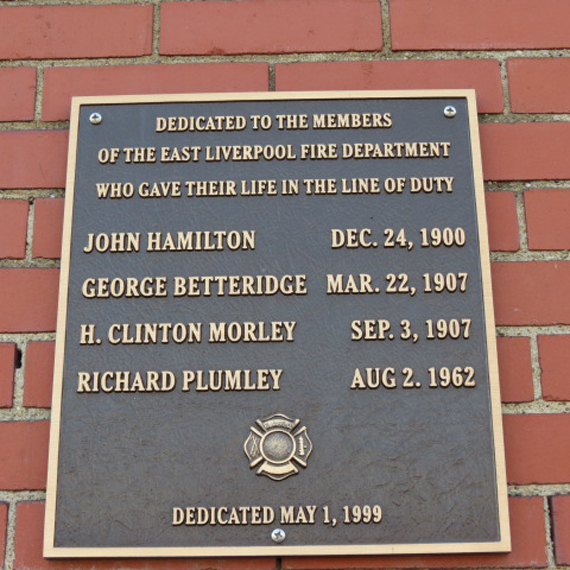 DEDICATED TO THE MEMBERS
OF THE EAST LIVERPOOL FIRE DEPARTMENT
WHO GAVE THEIR LIFE IN THE LINE OF DUTY
JOHN HAMILTON DEC. 24, 1900
GEORGE BETTERIDGE MAR. 22, 1907
H. CLINTON MORLEY SEP. 3, 1907
RICHARD PLUMLEY AUG 2. 1962
DEDICATED MAY 1, 1999